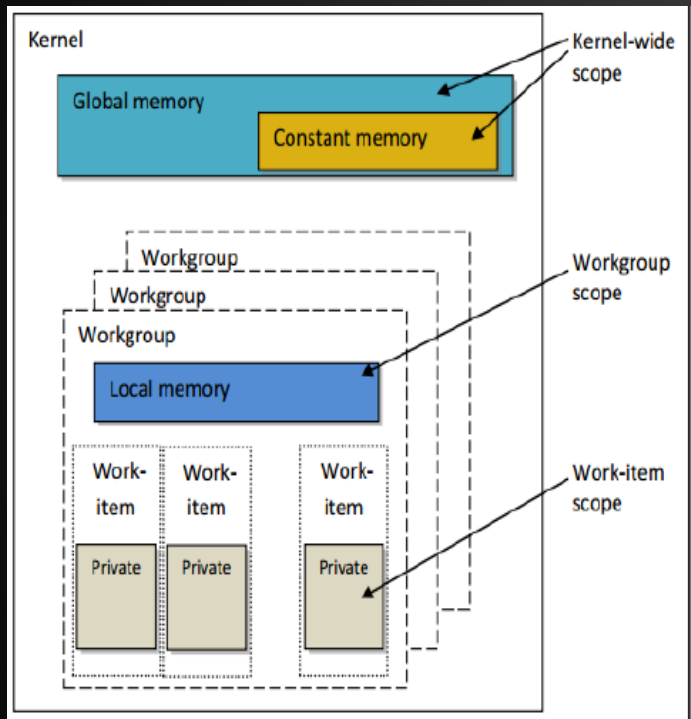 Kernel
Kernel-wide
scope
Global memory
Constant memory
Workgroup
Workgroup
Workgroup
Workgroup
scope
Local memory
Work-
item
Work-
item
Work-
item
Work-item
scope
Private
Private
Private